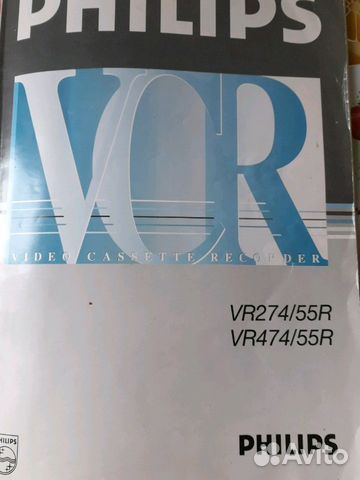 PHILIPS
VCR
VIDEO CASSETTE RECORDER
VR274/55R
VR474/55R
PHILIPS
PHILIPS
Avito